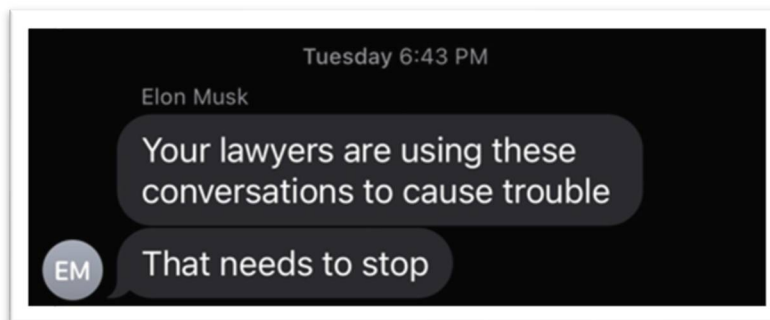 Tuesday 6:43 PM
Elon Musk
Your lawyers are using these
conversations to cause trouble
That needs to stop
EM